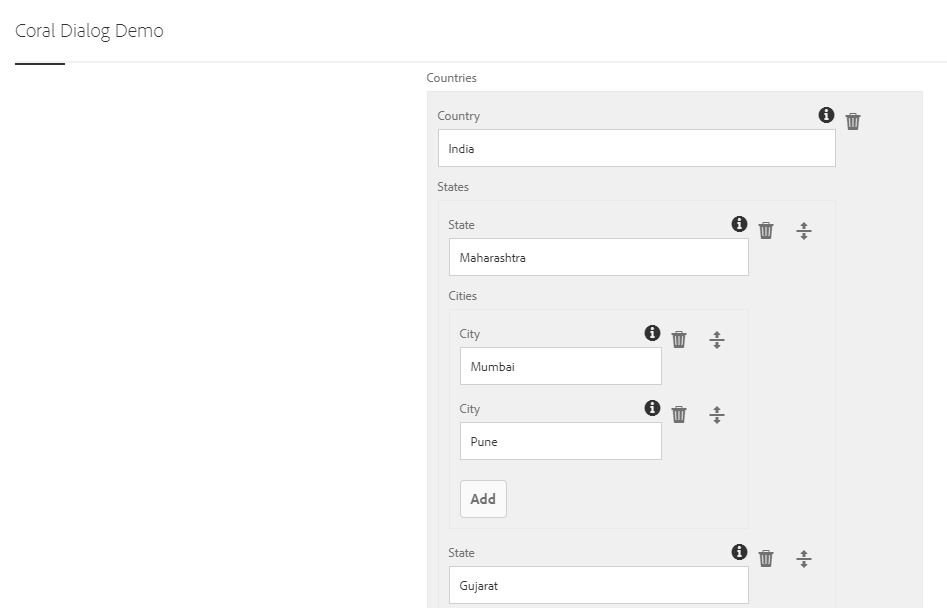 Coral Dialog Demo
Countries
Country
India
States
State
Maharashtra
Cities
City
Mumbai
City
Pune
Add
State
Gujarat